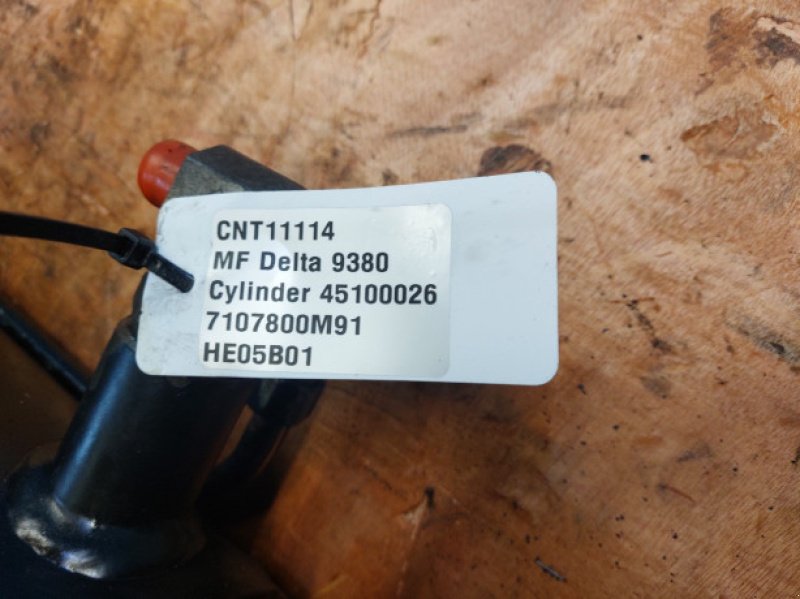 CNT11114
MF Delta 9380
Cylinder 45100026
7107800M91
HE05B01